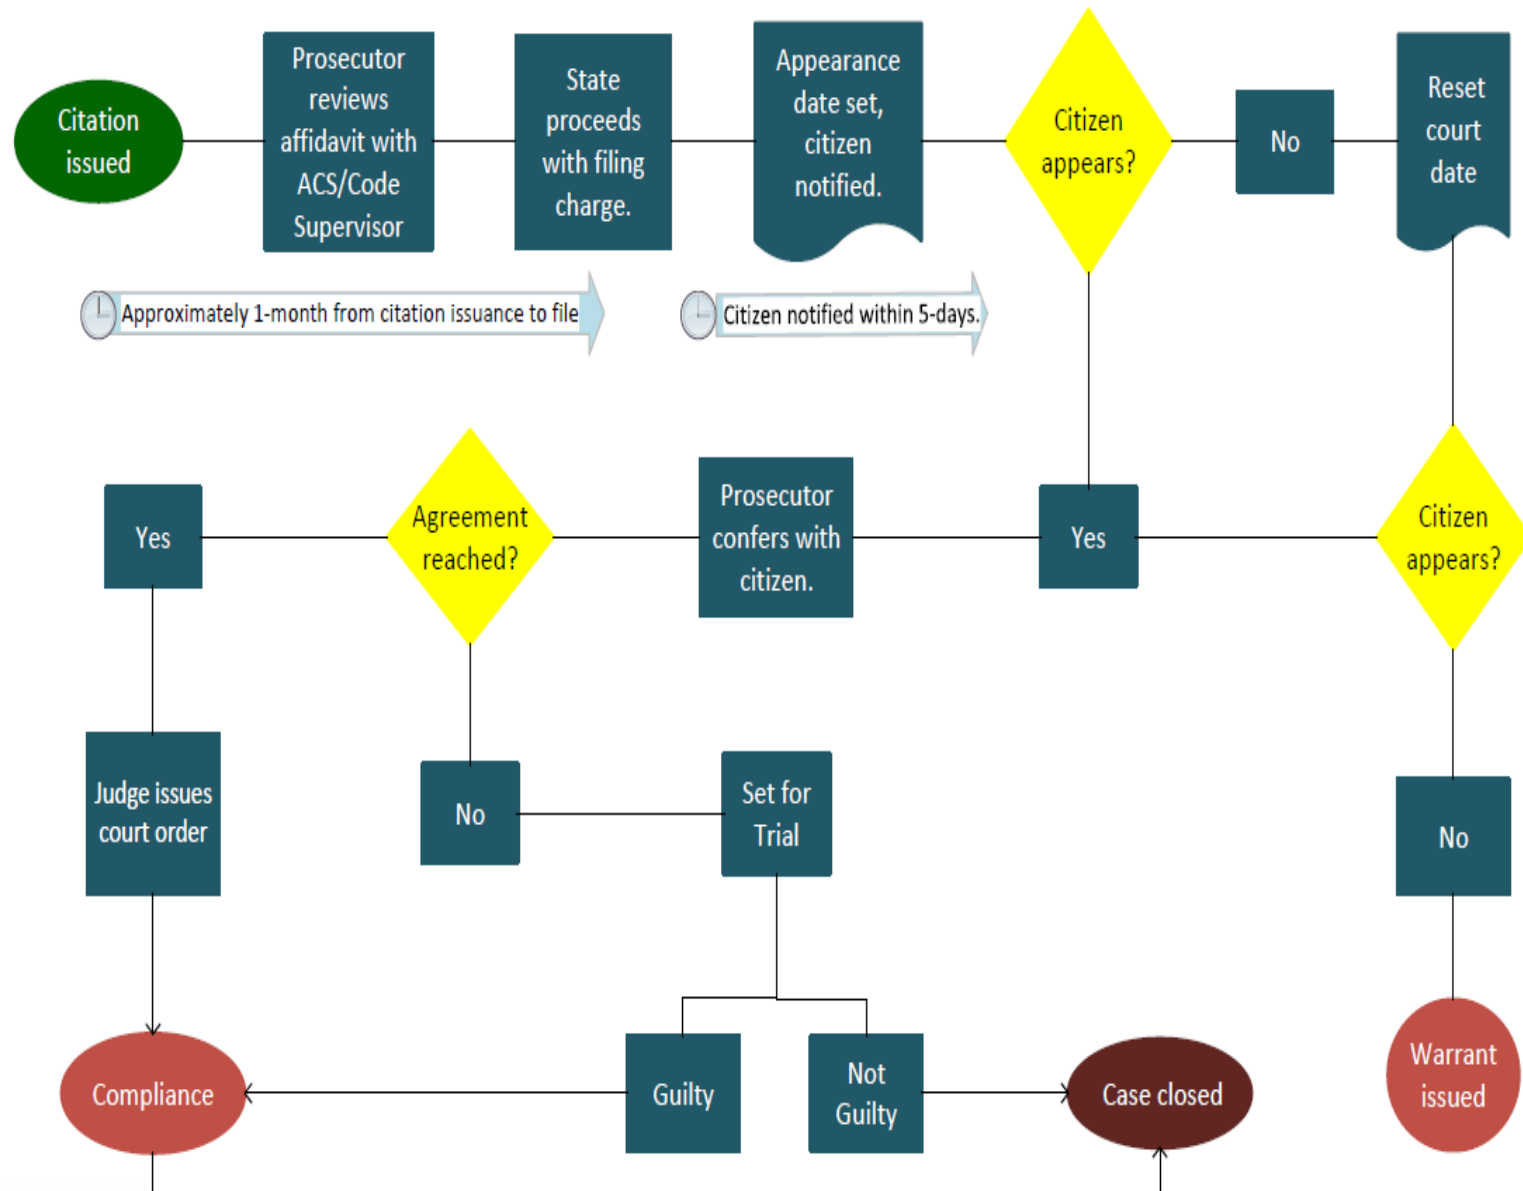 Citation
issued
Prosecutor
reviews
affidavit with
ACS/Code
Supervisor
State
proceeds
with filing
charge.
Appearance
date set,
citizen
notified.
Citizen
appears?
No
Reset
court
date
Approximately 1-month from citation issuance to file
Citizen notified within 5-days.
Yes
Agreement
reached?
Prosecutor
confers with
citizen.
Yes
Citizen
appears?
Judge issues
court order
No
Set for
Trial
No
Compliance
Guilty
Not
Guilty
Case closed
Warrant
issued